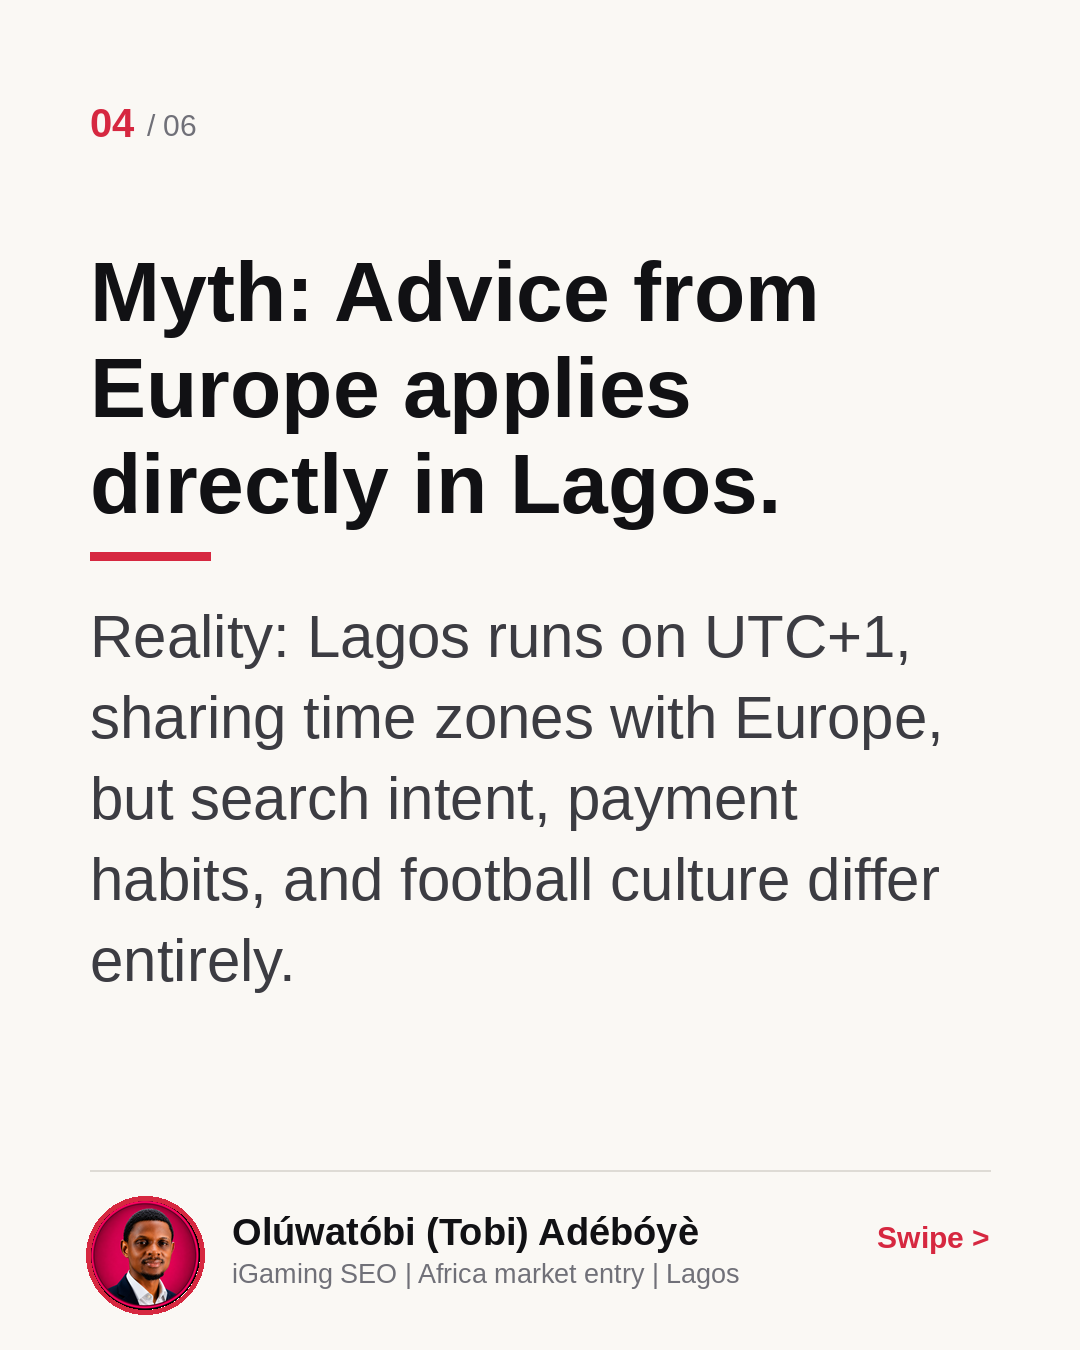 04 / 06
Myth: Advice from
Europe applies
directly in Lagos.
Reality: Lagos runs on UTC+1,
sharing time zones with Europe,
but search intent, payment
habits, and football culture differ
entirely.
Olúwatóbi (Tobi) Adébóyè
iGaming SEO | Africa market entry | Lagos
Swipe >